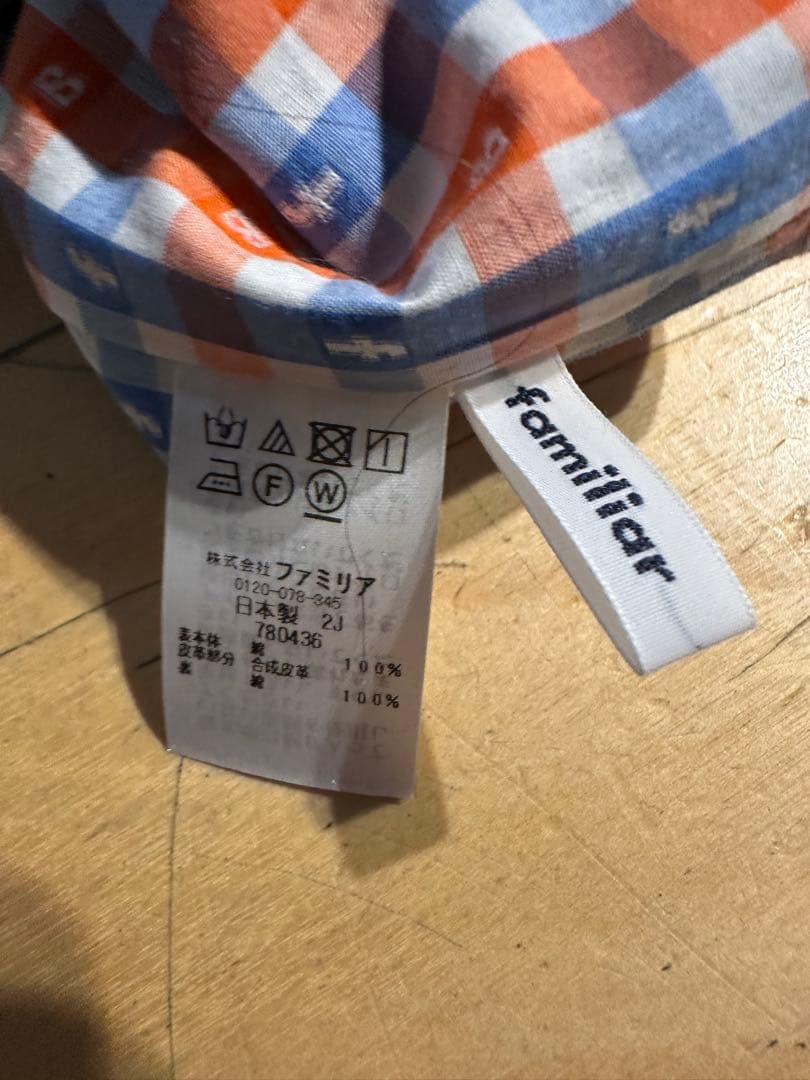 familiar
F
W
株式会社 ファミリア
0120-078-345
日本製 2J
780436
表本体 綿 100%
皮革部分 合成皮革
表 綿 100%
B
B